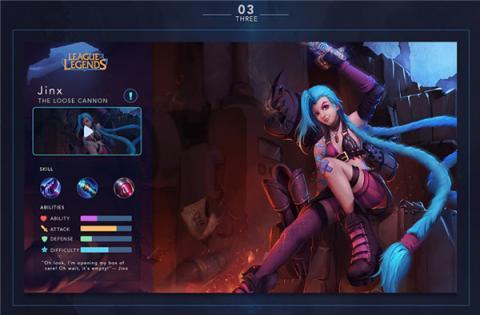 03
THREE
LEAGUE OF
LEGENDS
Jinx
THE LOOSE CANNON
!
SKILL
ABILITIES
ABILITY
ATTACK
DEFENSE
DIFFICULTY
"Oh look, I'm opening my box of
care! Oh wait, it's empty!"— Jinx